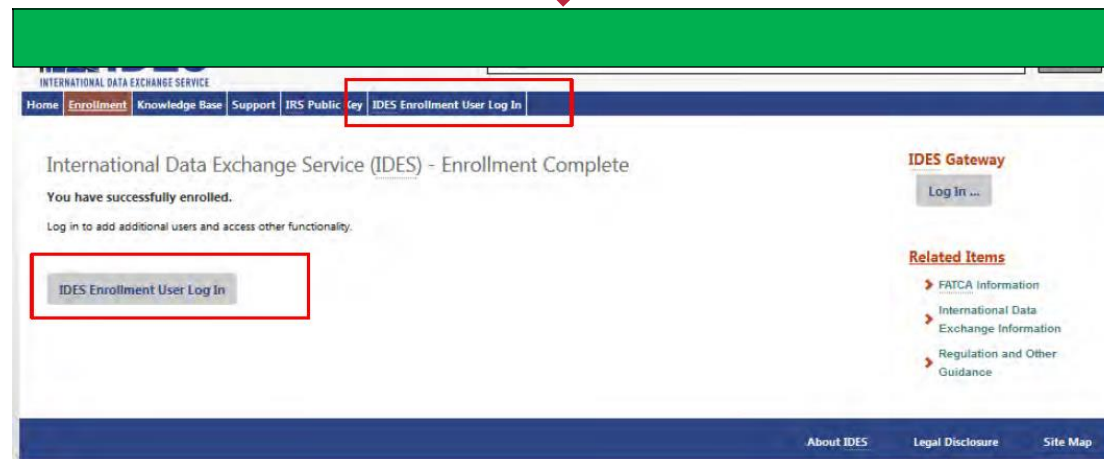 INTERNATIONAL DATA EXCHANGE SERVICE
Home Enrollment Knowledge Base Support IRS Public Key IDES Enrollment User Log In
International Data Exchange Service (IDES) - Enrollment Complete
You have successfully enrolled.
Log in to add additional users and access other functionality.
IDES Enrollment User Log In
IDES Gateway
Log In ...
Related Items
FATCA Information
International Data
Exchange Information
Regulation and Other
Guidance
About IDES Legal Disclosure Site Map